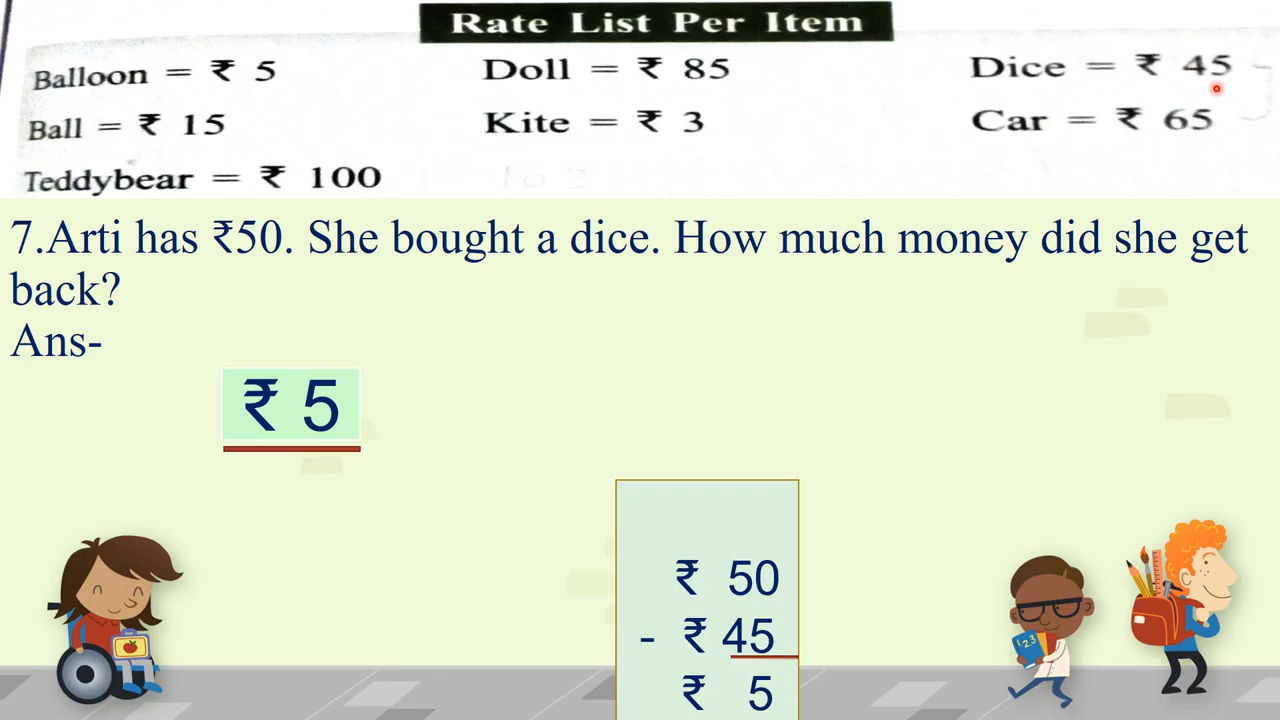 Rate List Per Item
Balloon = ₹ 5 Doll = ₹ 85 Dice = ₹ 45
Ball = ₹ 15 Kite = ₹ 3 Car = ₹ 65
Teddybear = ₹ 100
7.Arti has ₹50. She bought a dice. How much money did she get
back?
Ans-
₹ 5
₹ 50
- ₹ 45
₹ 5
123